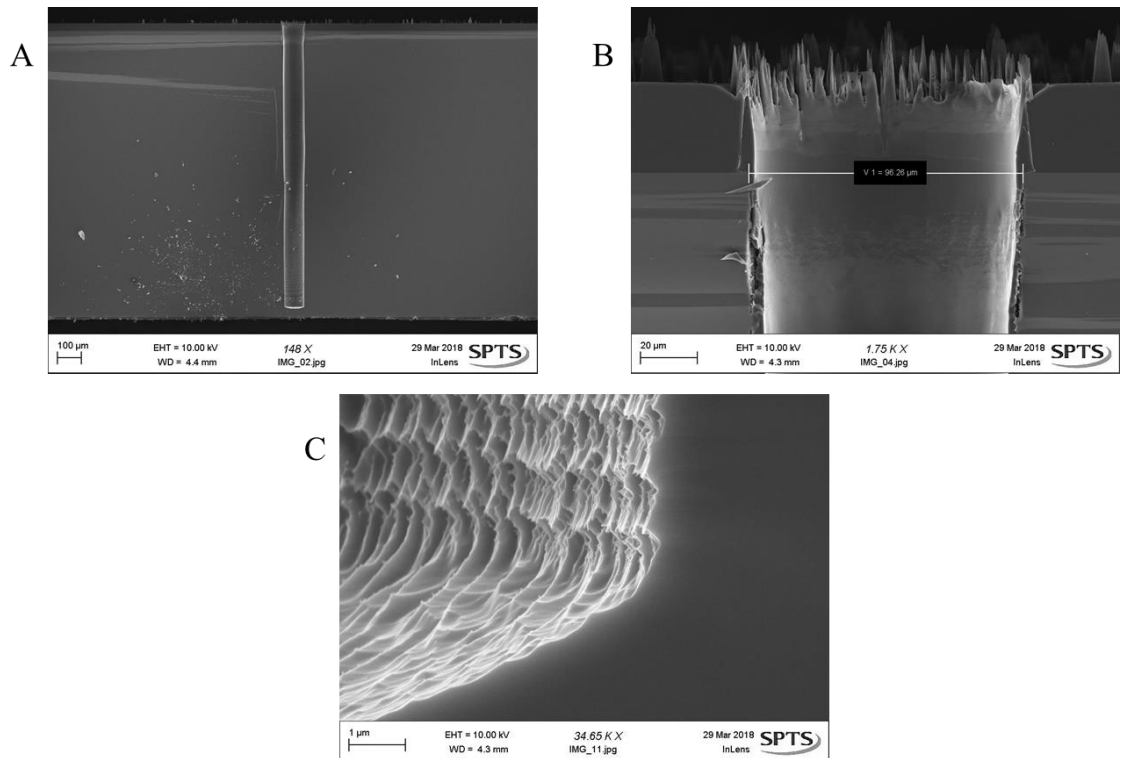 A
100 µm
EHT = 10.00 kV
148 X
29 Mar 2018
SPTS
WD = 4.4 mm
IMG_02.jpg
InLens
B
V 1 = 96.26 µm
20 µm
EHT = 10.00 kV
1.75 K X
29 Mar 2018
SPTS
WD = 4.3 mm
IMG_04.jpg
InLens
C
1 µm
EHT = 10.00 kV
34.65 K X
29 Mar 2018
SPTS
WD = 4.3 mm
IMG_11.jpg
InLens